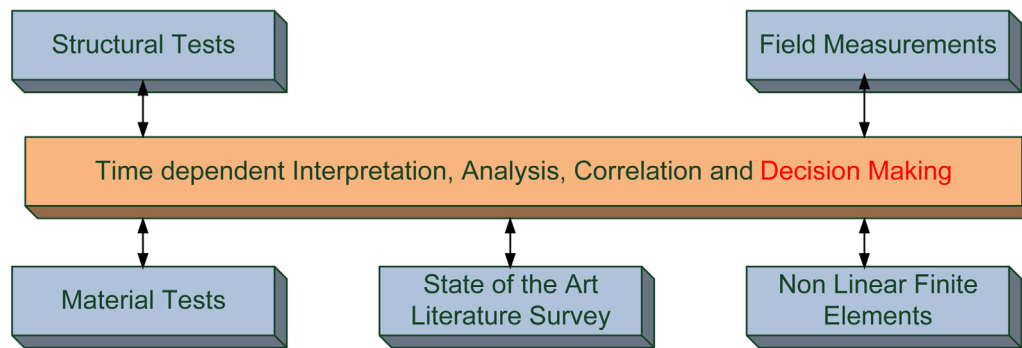 Structural Tests
Field Measurements
Time dependent Interpretation, Analysis, Correlation and Decision Making
Material Tests
State of the Art
Literature Survey
Non Linear Finite
Elements